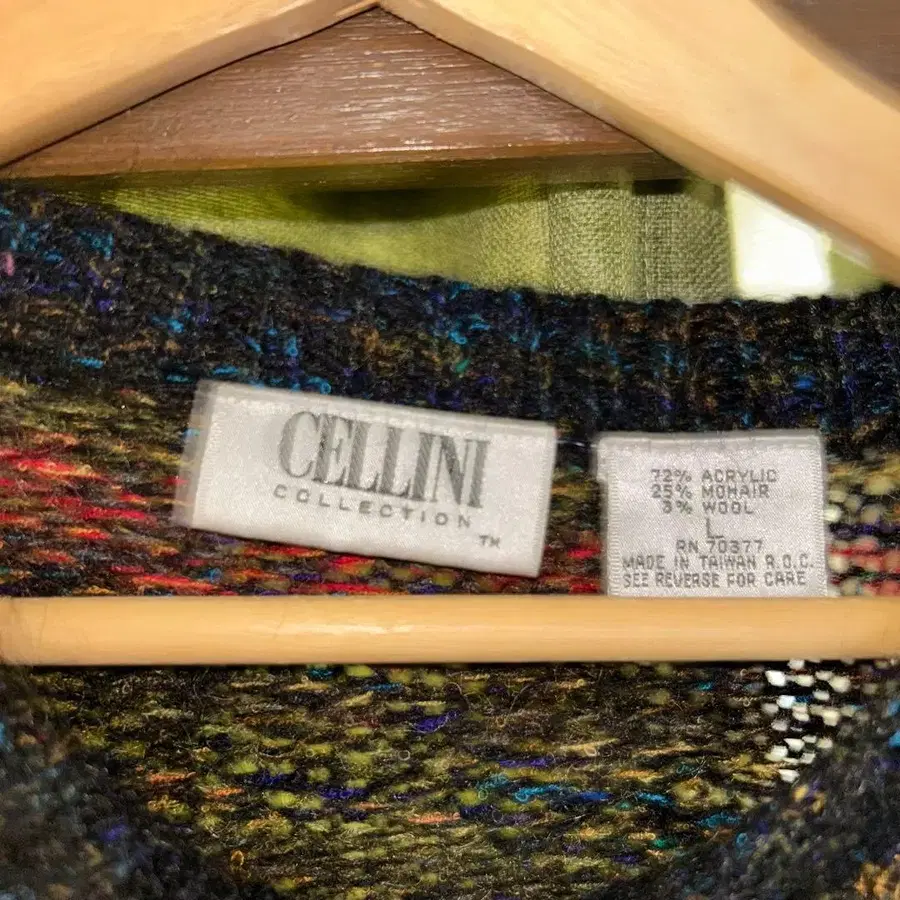 CELLINI
COLLECTION
TM
72% ACRYLIC
25% MOHAIR
3% WOOL
L
RN 70377
MADE IN TAIWAN R.O.C.
SEE REVERSE FOR CARE